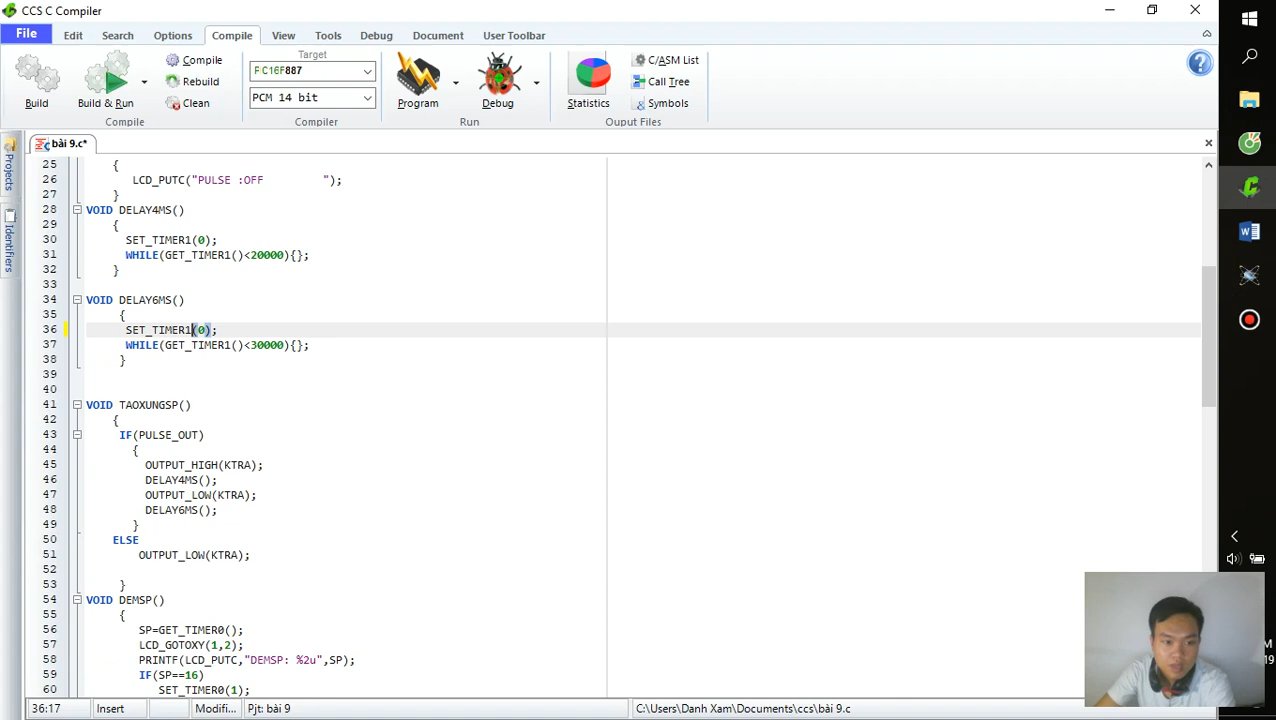 CCS C Compiler
File Edit Search Options Compile View Tools Debug Document User Toolbar
Build
Build & Run
Compile
Rebuild
Clean
Compile
Target
PIC16F887
PCM 14 bit
Compiler
Program
Debug
Run
Statistics
C/ASM List
Call Tree
Symbols
Ouput Files
Projects
Identifiers
bài 9.c*
25 {
26 LCD_PUTC("PULSE :OFF         ");
27 }
28 VOID DELAY4MS()
29 {
30 SET_TIMER1(0);
31 WHILE(GET_TIMER1()<20000){};
32 }
33
34 VOID DELAY6MS()
35 {
36 SET_TIMER1(0);
37 WHILE(GET_TIMER1()<30000){};
38 }
39
40
41 VOID TAOXUNGSP()
42 {
43 IF(PULSE_OUT)
44 {
45 OUTPUT_HIGH(KTRA);
46 DELAY4MS();
47 OUTPUT_LOW(KTRA);
48 DELAY6MS();
49 }
50 ELSE
51 OUTPUT_LOW(KTRA);
52
53 }
54 VOID DEMSP()
55 {
56 SP=GET_TIMER0();
57 LCD_GOTOXY(1,2);
58 PRINTF(LCD_PUTC,"DEMSP: %2u",SP);
59 IF(SP==16)
60 SET_TIMER0(1);
36:17 Insert Modifi... Pjt: bài 9 C:\Users\Danh Xam\Documents\ccs\bài 9.c